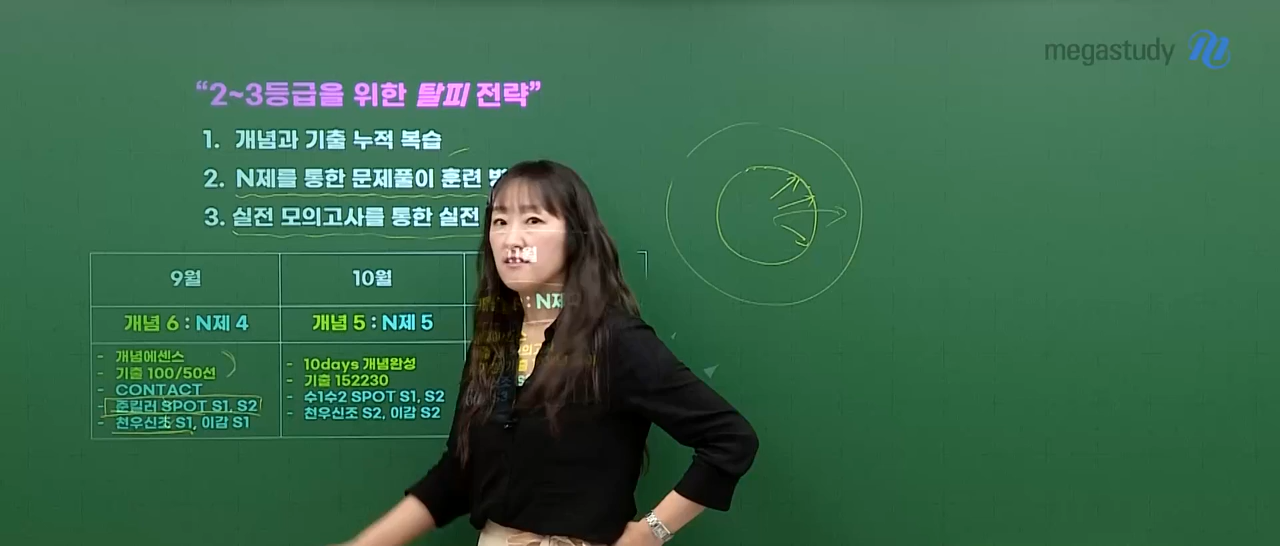 megastudy
“2~3등급을 위한 탈피 전략”
1. 개념과 기출 누적 복습
2. N제를 통한 문제풀이 훈련
3. 실전 모의고사를 통한 실전
9월
10월
11월
개념 6 : N제 4
개념 5 : N제 5
: N제
- 개념에센스
- 기출 100/50선
- CONTACT
- 준킬러 SPOT S1, S2
- 천우신조 S1, 이감 S1
- 10days 개념완성
- 기출 152230
- 수1수2 SPOT S1, S2
- 천우신조 S2, 이감 S2